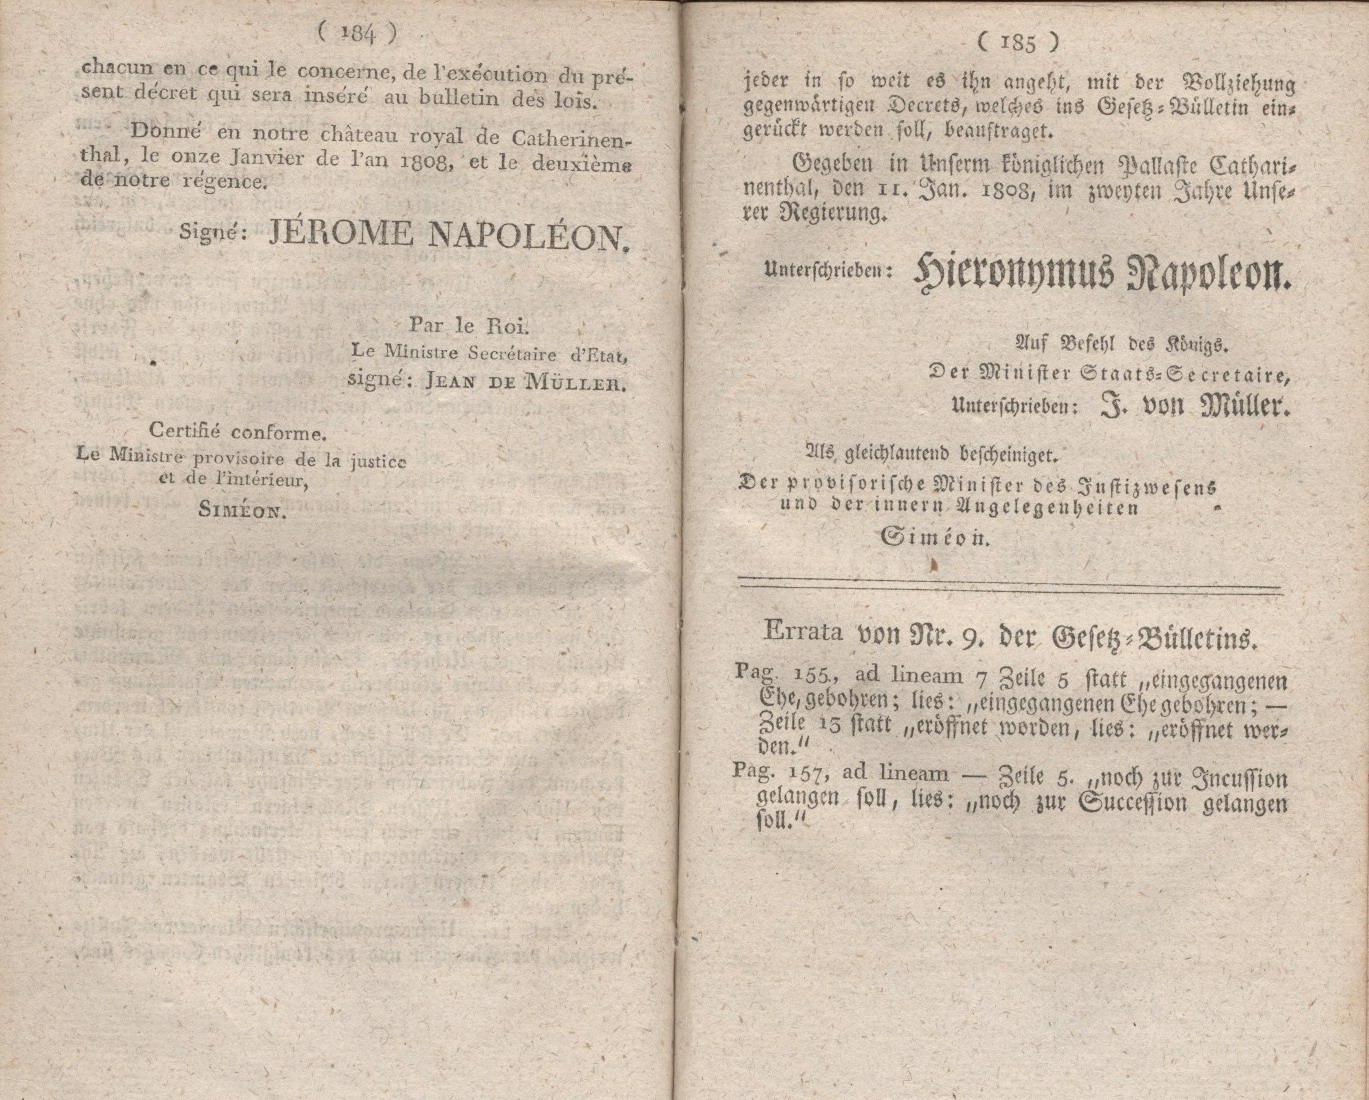 ( 184 )
chacun en ce qui le concerne, de l'exécution du pré-
sent décret qui sera inséré au bulletin des lois.
Donné en notre château royal de Catherinen-
thal, le onze Janvier de l'an 1808, et le deuxième
de notre régence.
Signé: JÉROME NAPOLÉON.
Par le Roi.
Le Ministre Secrétaire d'Etat,
signé: JEAN DE MÜLLER.
Certifié conforme.
Le Ministre provisoire de la justice
et de l'intérieur,
SIMÉON.
( 185 )
jeder in so weit es ihn angeht, mit der Vollziehung
gegenwärtigen Decrets, welches ins Gesetz-Bülletin ein-
gerückt werden soll, beauftraget.
Gegeben in Unserm königlichen Pallaste Cathari-
nenthal, den 11. Jan. 1808, im zweyten Jahre Unse-
rer Regierung.
Unterschrieben: Hieronymus Napoleon.
Auf Befehl des Königs.
Der Minister Staats-Secretaire,
Unterschrieben: J. von Müller.
Als gleichlautend bescheiniget.
Der provisorische Minister des Justizwesens
und der innern Angelegenheiten
Siméon.
Errata von Nr. 9. der Gesetz-Bülletins.
Pag. 155., ad lineam 7 Zeile 5 statt „eingegangenen
Ehe, gebohren; lies: „eingegangenen Ehe gebohren; —
Zeile 13 statt „eröffnet worden, lies: „eröffnet wer-
den.“
Pag. 157, ad lineam — Zeile 5. „noch zur Incussion
gelangen soll, lies: „noch zur Succession gelangen
soll.“